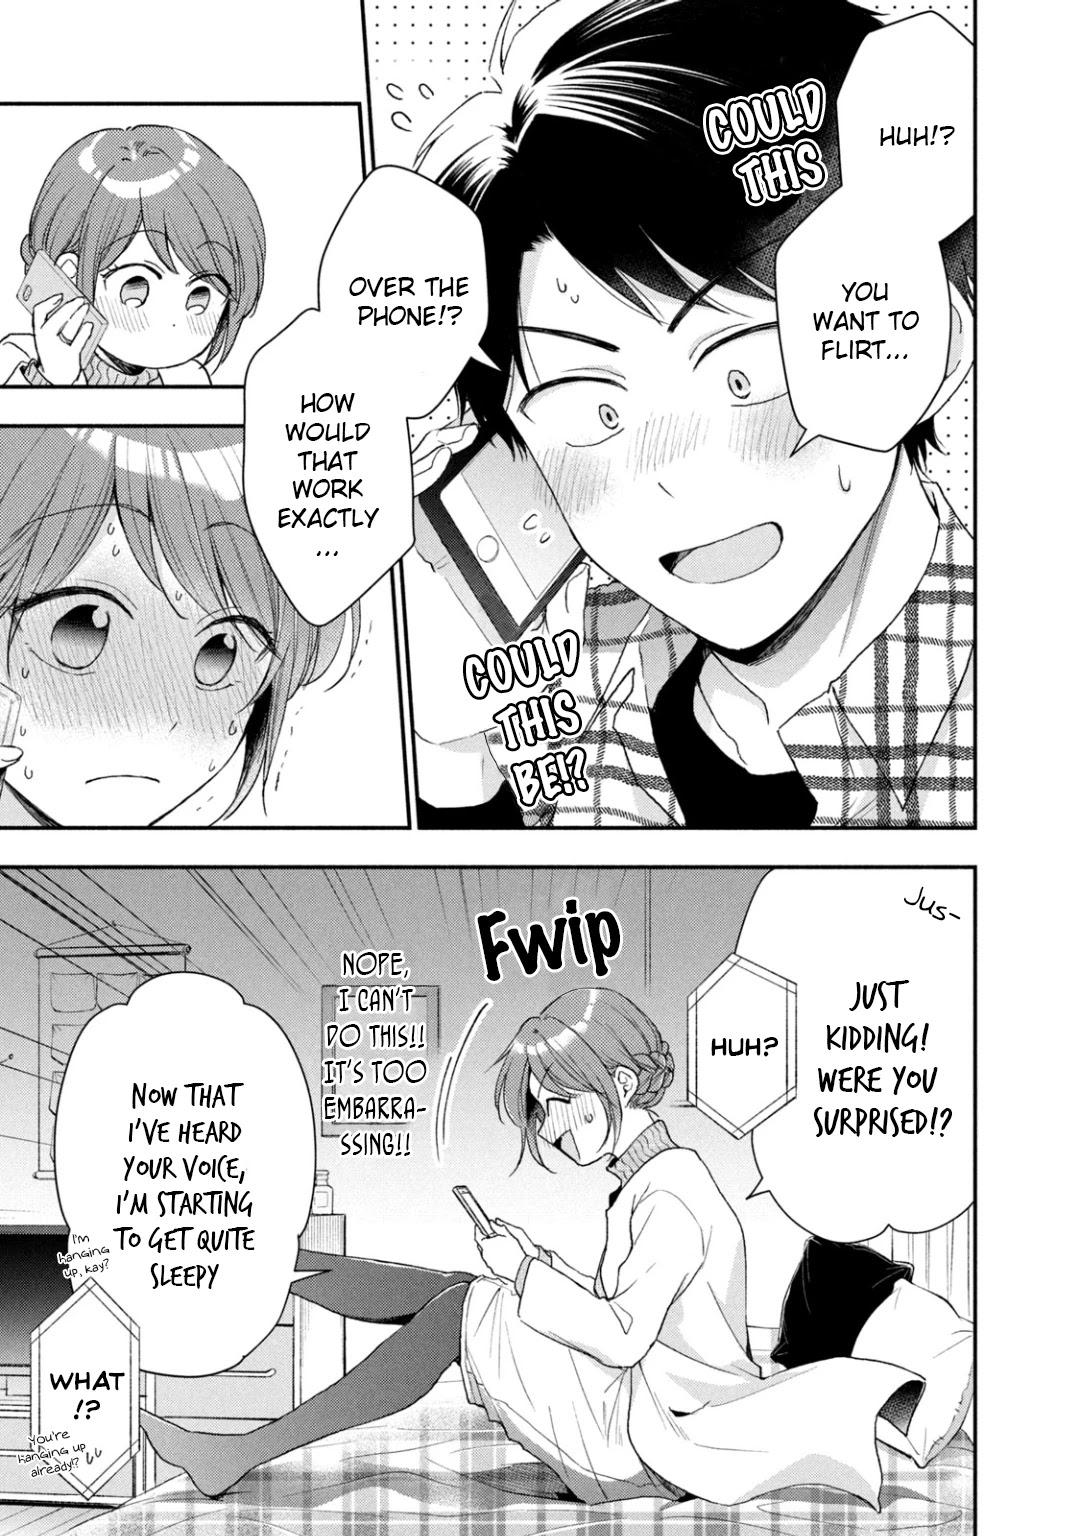 HUH!?
YOU
WANT TO
FLIRT...
COULD
THIS
OVER THE
PHONE!?
HOW
WOULD
THAT
WORK
EXACTLY
...
COULD
THIS
BE!?
Jus-
JUST
KIDDING!
WERE YOU
SURPRISED!?
HUH?
Fwip
NOPE,
I CAN'T
DO THIS!!
IT'S TOO
EMBARRA-
SSING!!
NOW THAT
I'VE HEARD
YOUR VOICE,
I'M STARTING
TO GET QUITE
SLEEPY
I'm
hanging
up, kay?
WHAT
!?
You're
hanging up
already!?